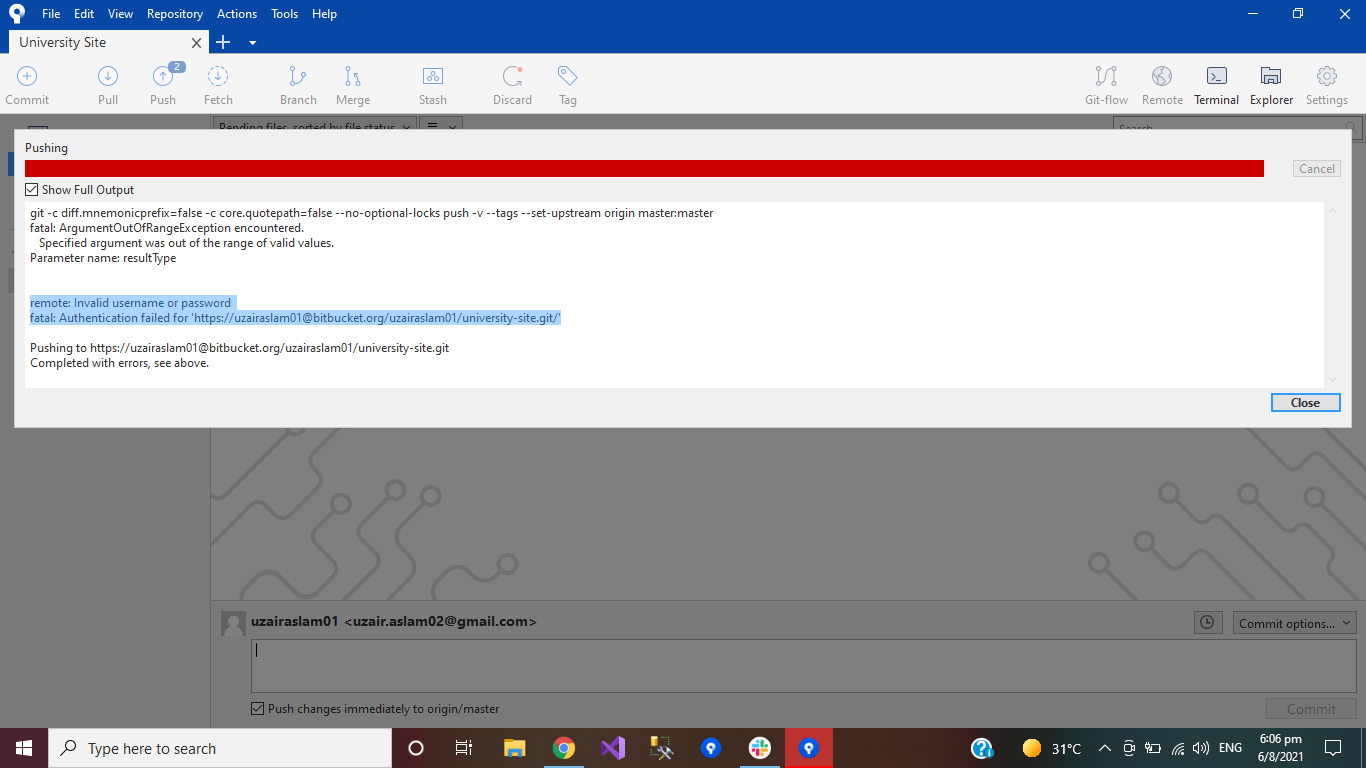 File Edit View Repository Actions Tools Help
University Site
2
Commit Pull Push Fetch Branch Merge Stash Discard Tag Git-flow Remote Terminal Explorer Settings
Pending files, sorted by file status
Search
Pushing
Cancel
Show Full Output
git -c diff.mnemonicprefix=false -c core.quotepath=false --no-optional-locks push -v --tags --set-upstream origin master:master
fatal: ArgumentOutOfRangeException encountered.
Specified argument was out of the range of valid values.
Parameter name: resultType
remote: Invalid username or password
fatal: Authentication failed for 'https://uzairaslam01@bitbucket.org/uzairaslam01/university-site.git/'
Pushing to https://uzairaslam01@bitbucket.org/uzairaslam01/university-site.git
Completed with errors, see above.
Close
uzairaslam01 <uzair.aslam02@gmail.com>
Commit options...
Push changes immediately to origin/master
Commit
Type here to search
31°C
ENG
6:06 pm
6/8/2021